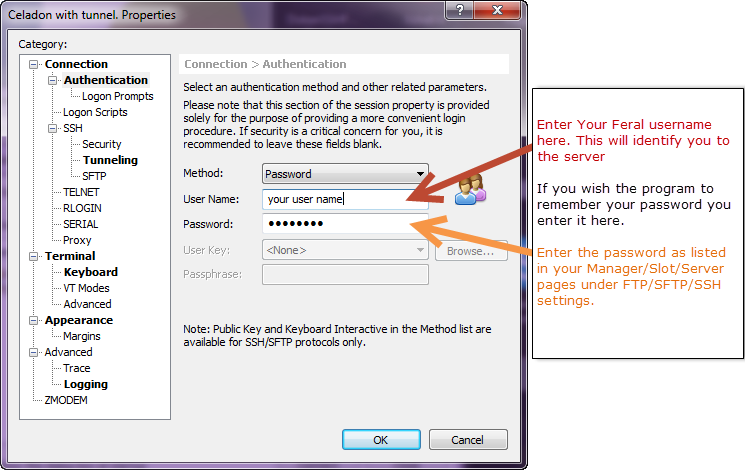 Celadon with tunnel. Properties
Category:
Connection
Authentication
Logon Prompts
Logon Scripts
SSH
Security
Tunneling
SFTP
TELNET
RLOGIN
SERIAL
Proxy
Terminal
Keyboard
VT Modes
Advanced
Appearance
Margins
Advanced
Trace
Logging
ZMODEM
Connection > Authentication
Select an authentication method and other related parameters.
Please note that this section of the session property is provided
solely for the purpose of providing a more convenient login
procedure. If security is a critical concern for you, it is
recommended to leave these fields blank.
Method: Password
User Name: your user name
Password: ●●●●●●●●
User Key: <None> Browse...
Passphrase:
Note: Public Key and Keyboard Interactive in the Method list are
available for SSH/SFTP protocols only.
OK Cancel
Enter Your Feral username
here. This will identify you to
the server
If you wish the program to
remember your password you
enter it here.
Enter the password as listed
in your Manager/Slot/Server
pages under FTP/SFTP/SSH
settings.